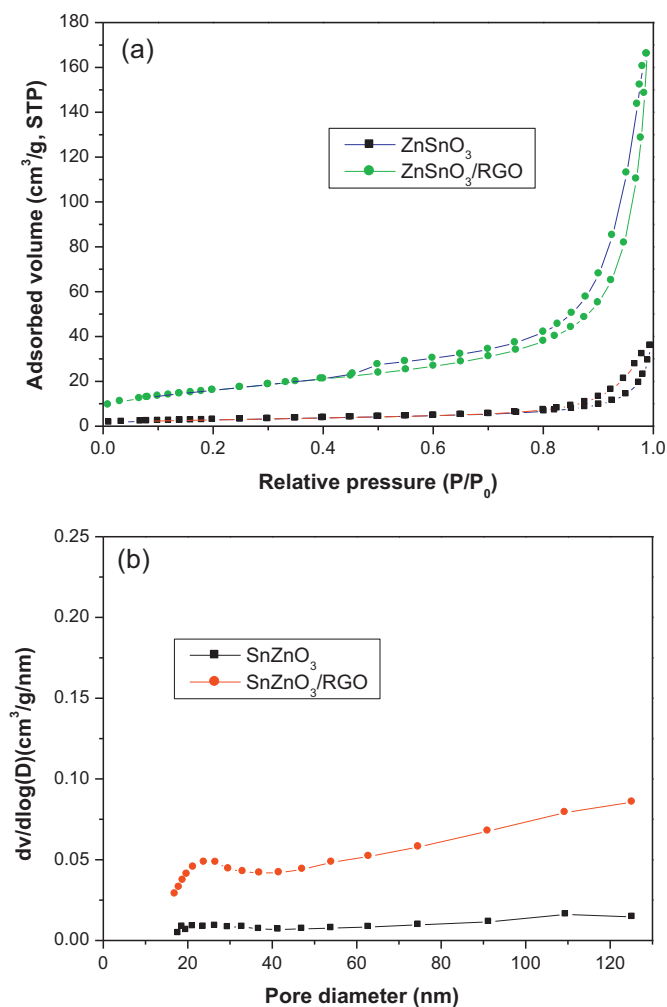 (a)
ZnSnO₃
ZnSnO₃/RGO
Adsorbed volume (cm³/g, STP)
180
160
140
120
100
80
60
40
20
0
0.0 0.2 0.4 0.6 0.8 1.0
Relative pressure (P/P₀)
(b)
SnZnO₃
SnZnO₃/RGO
dv/dlog(D)(cm³/g/nm)
0.25
0.20
0.15
0.10
0.05
0.00
0 20 40 60 80 100 120
Pore diameter (nm)